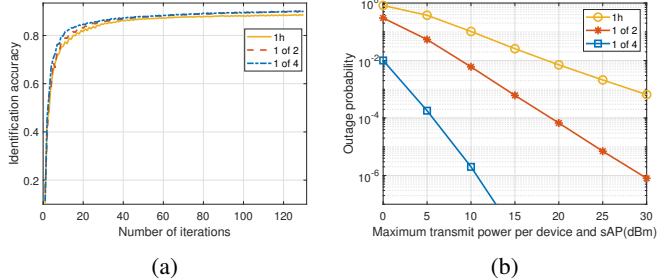 Identification accuracy
0.8
0.6
0.4
0.2
0 20 40 60 80 100 120
Number of iterations
1h
1 of 2
1 of 4
(a)
Outage probability
10^0
10^-2
10^-4
10^-6
0 5 10 15 20 25 30
Maximum transmit power per device and sAP(dBm)
1h
1 of 2
1 of 4
(b)